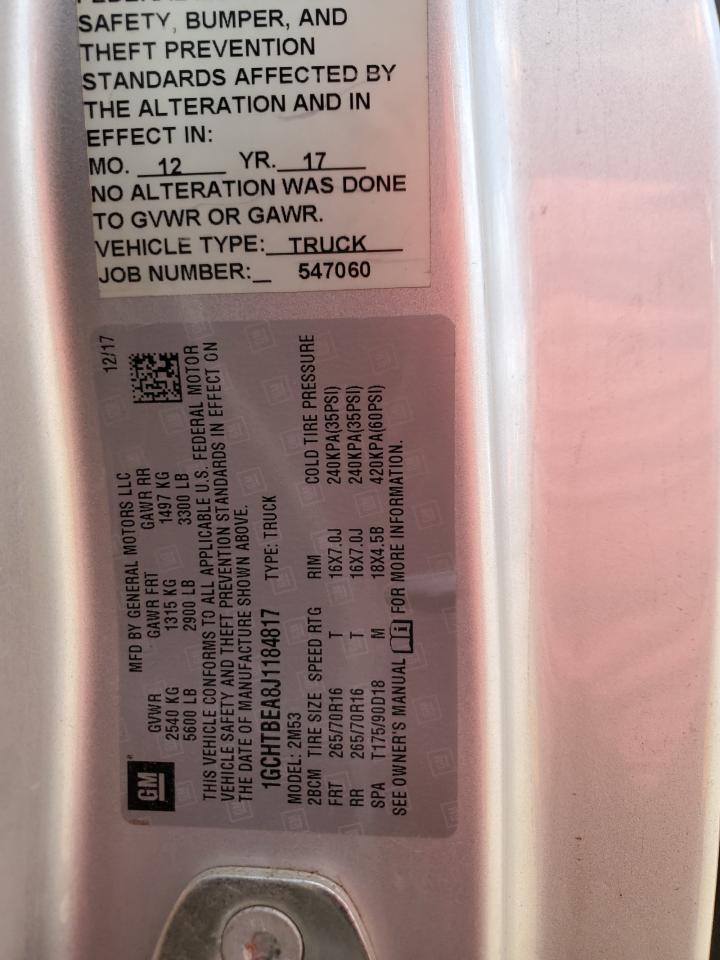 SAFETY, BUMPER, AND
THEFT PREVENTION
STANDARDS AFFECTED BY
THE ALTERATION AND IN
EFFECT IN:
MO. 12 YR. 17
NO ALTERATION WAS DONE
TO GVWR OR GAWR.
VEHICLE TYPE: TRUCK
JOB NUMBER: 547060
12/17
GM
MFD BY GENERAL MOTORS LLC
GVWR GAWR FRT GAWR RR
2540 KG 1315 KG 1497 KG
5600 LB 2900 LB 3300 LB
THIS VEHICLE CONFORMS TO ALL APPLICABLE U.S. FEDERAL MOTOR
VEHICLE SAFETY AND THEFT PREVENTION STANDARDS IN EFFECT ON
THE DATE OF MANUFACTURE SHOWN ABOVE.
1GCHTBEA8J1184817 TYPE: TRUCK
MODEL: 2M53
2BCM TIRE SIZE SPEED RTG RIM COLD TIRE PRESSURE
FRT 265/70R16 T 16X7.0J 240KPA(35PSI)
RR 265/70R16 T 16X7.0J 240KPA(35PSI)
SPA T175/90D18 M 18X4.5B 420KPA(60PSI)
SEE OWNER'S MANUAL FOR MORE INFORMATION.